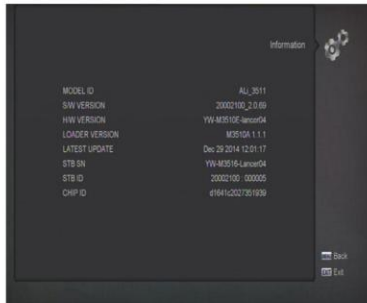 Information
MODEL ID ALi_3511
S/W VERSION 20002100_2.0.69
H/W VERSION YW-M3510E-lancer04
LOADER VERSION M3510A 1.1.1
LATEST UPDATE Dec 29 2014 12:01:17
STB SN YW-M3516-Lancer04
STB ID 20002100 : 000005
CHIP ID d1641c2027351939
Back
EXIT Exit